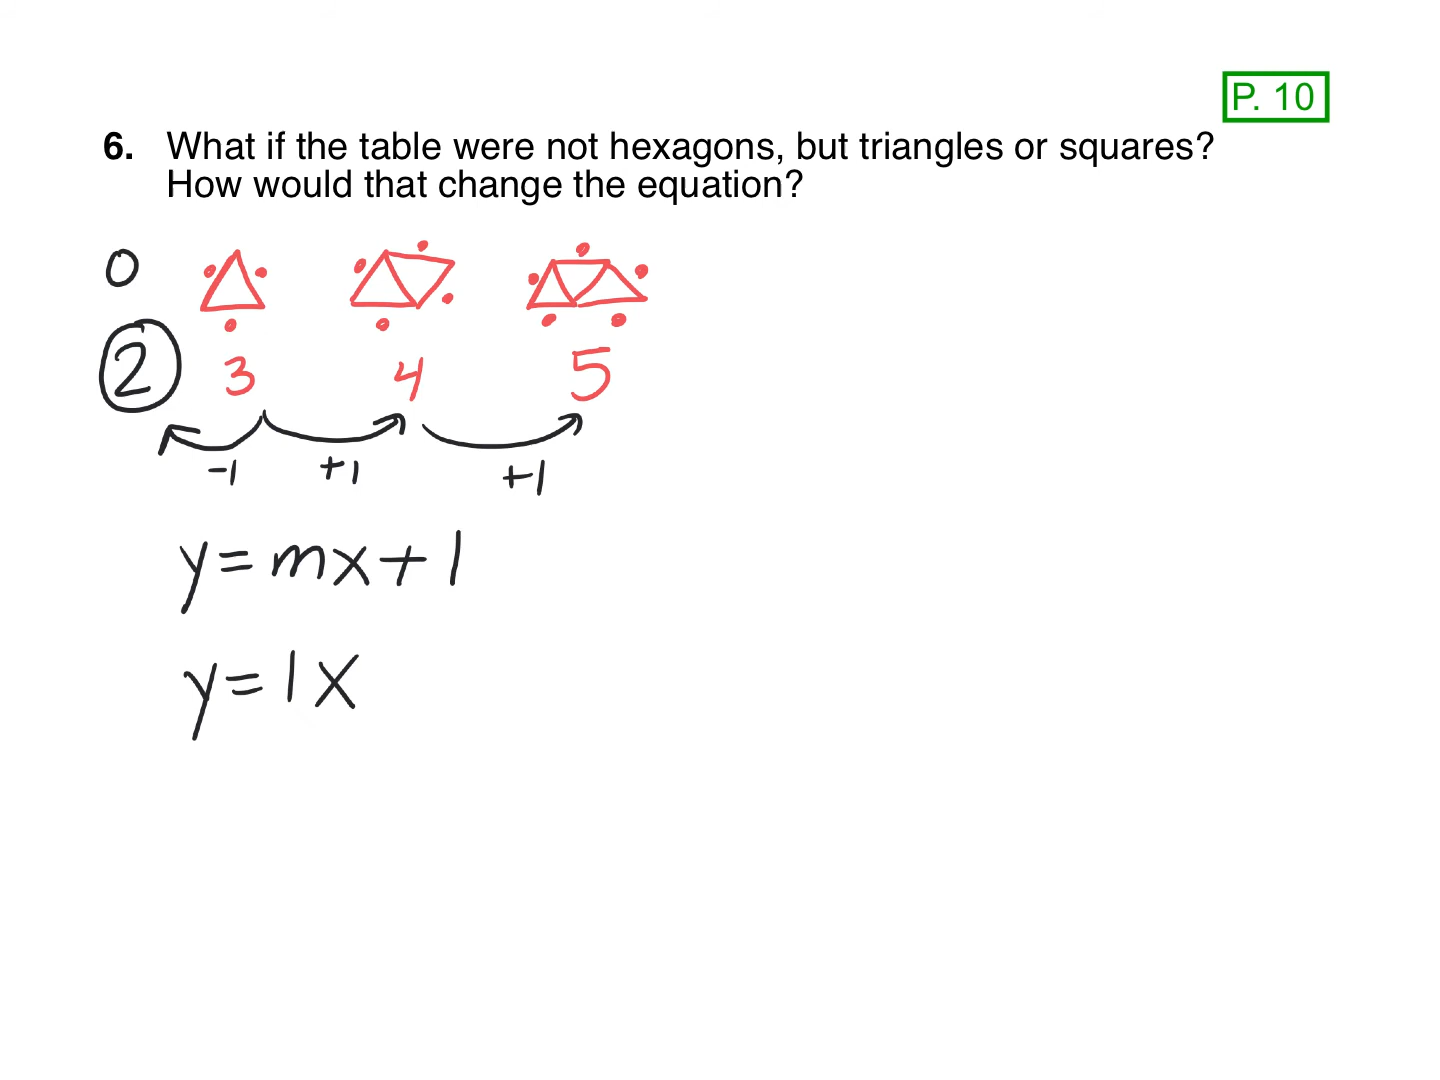 P. 10
6. What if the table were not hexagons, but triangles or squares?
How would that change the equation?
0
2 3 4 5
-1 +1 +1
y=mx+1
y=1x